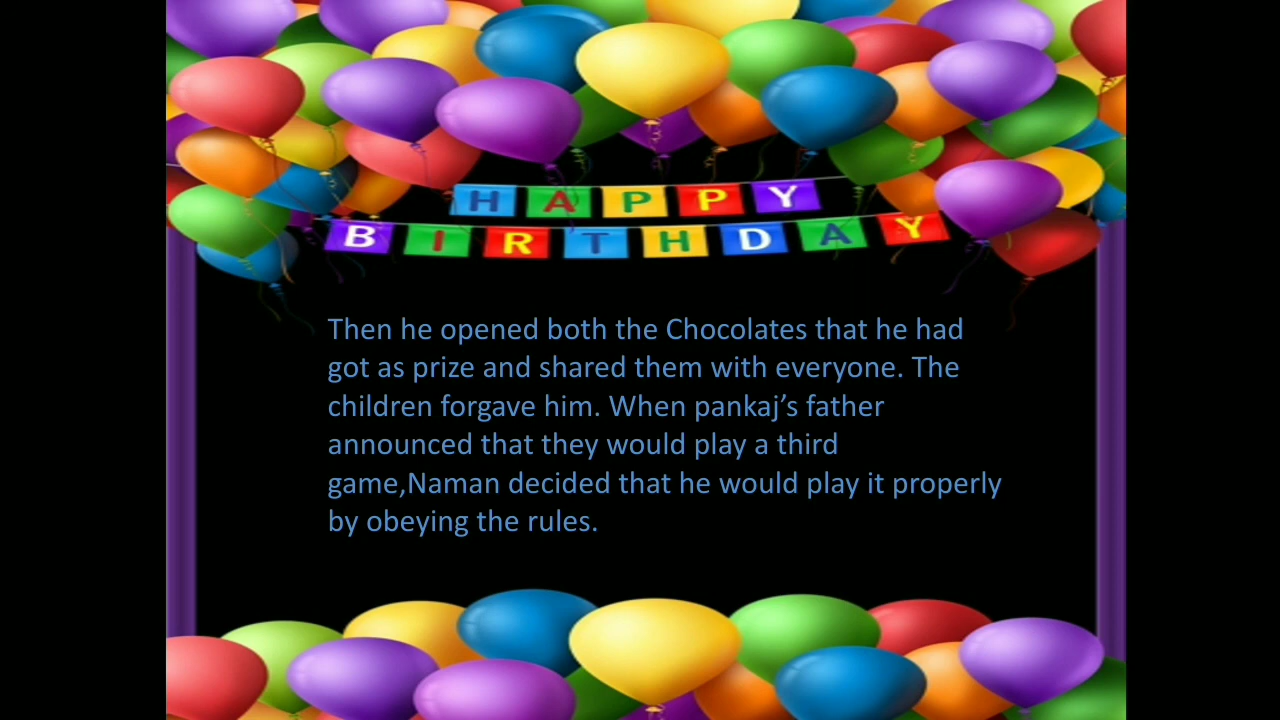 HAPPY
BIRTHDAY
Then he opened both the Chocolates that he had
got as prize and shared them with everyone. The
children forgave him. When pankaj’s father
announced that they would play a third
game,Naman decided that he would play it properly
by obeying the rules.